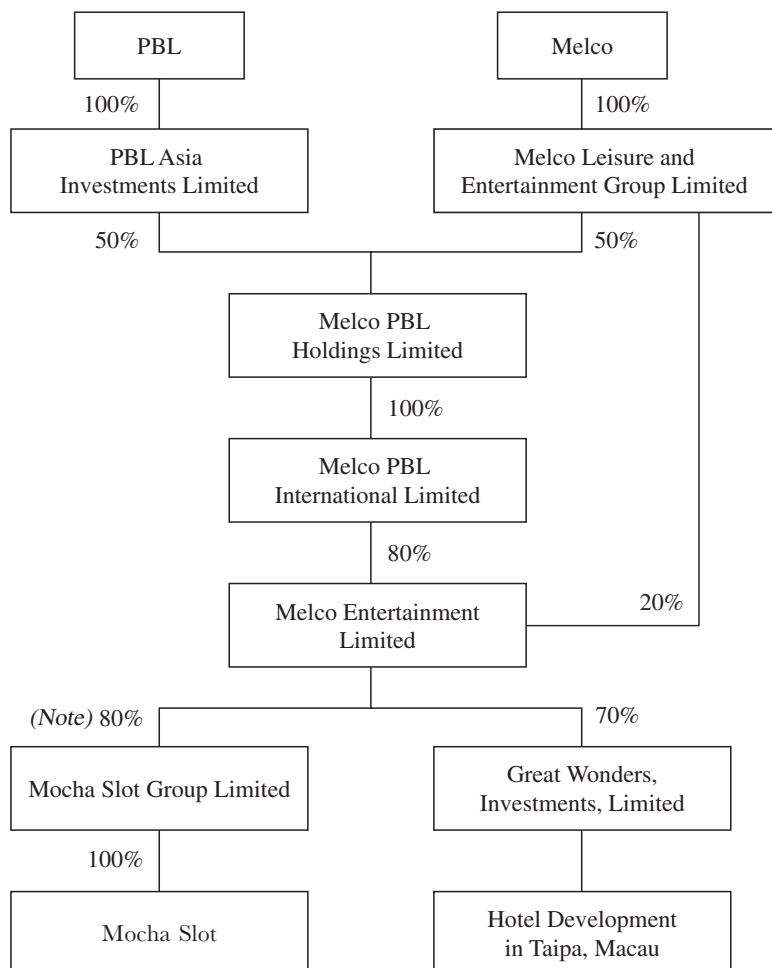 PBL
Melco
100%
100%
PBL Asia
Investments Limited
Melco Leisure and
Entertainment Group Limited
50%
50%
Melco PBL
Holdings Limited
100%
Melco PBL
International Limited
80%
Melco Entertainment
Limited
20%
(Note) 80%
70%
Mocha Slot Group Limited
Great Wonders,
Investments, Limited
100%
Mocha Slot
Hotel Development
in Taipa, Macau